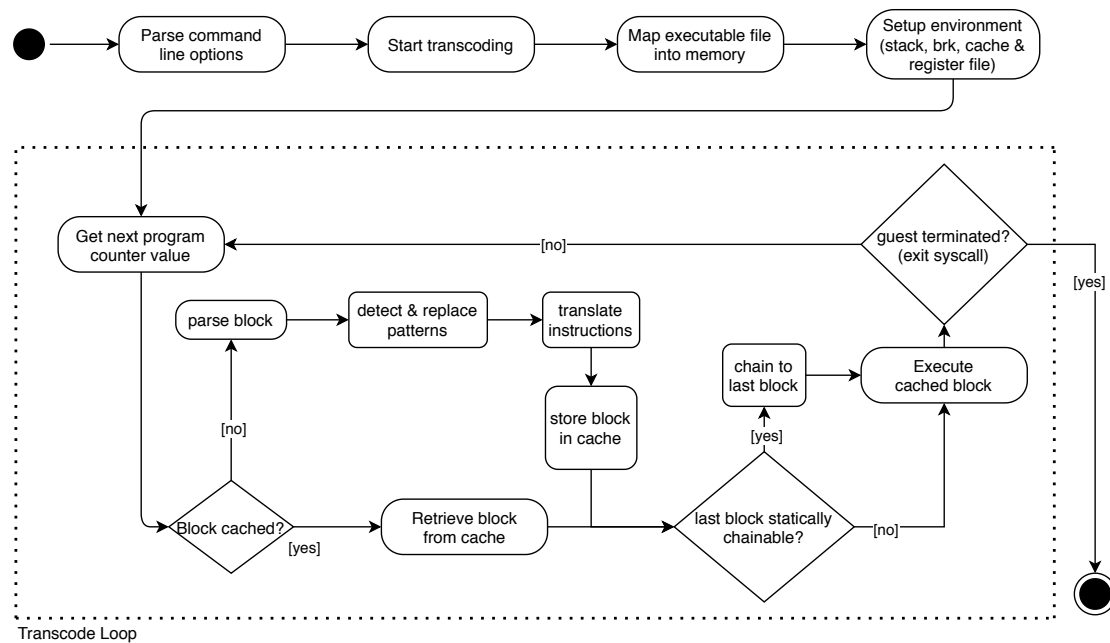 Parse command
line options
Start transcoding
Map executable file
into memory
Setup environment
(stack, brk, cache &
register file)
Get next program
counter value
[no]
guest terminated?
(exit syscall)
[yes]
parse block
detect & replace
patterns
translate
instructions
chain to
last block
Execute
cached block
store block
in cache
[no]
[yes]
Block cached?
[yes]
Retrieve block
from cache
last block statically
chainable?
[no]
Transcode Loop